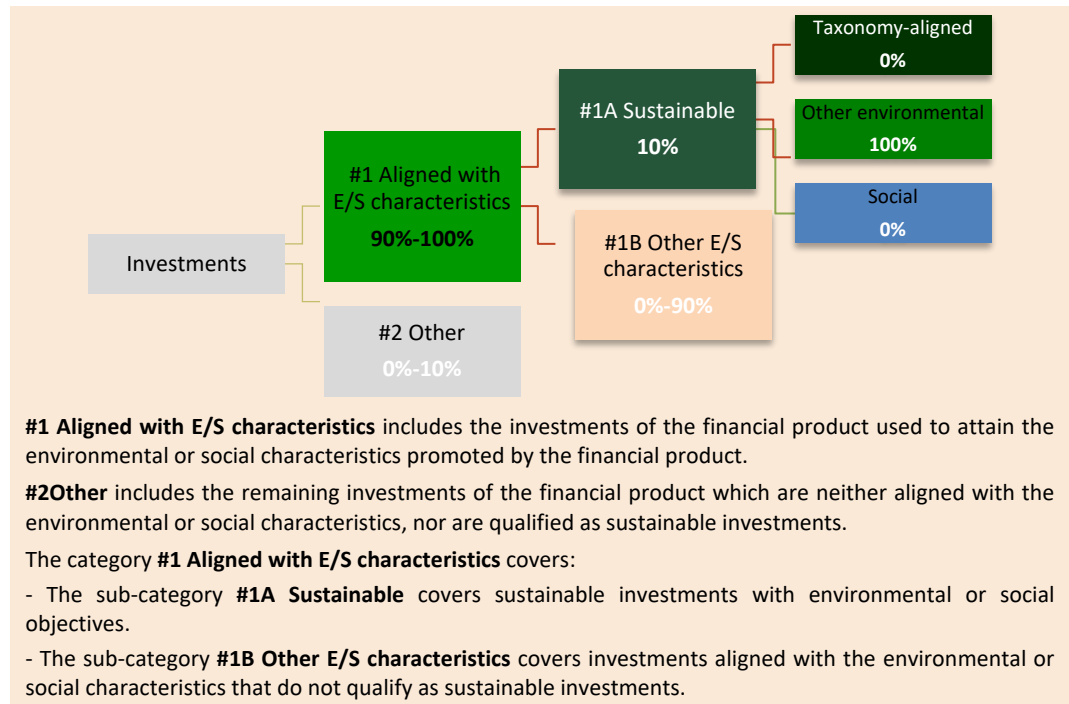 Taxonomy-aligned
0%
#1A Sustainable
10%
Other environmental
100%
#1 Aligned with
E/S characteristics
90%-100%
Social
0%
#1B Other E/S
characteristics
0%-90%
Investments
#2 Other
0%-10%
#1 Aligned with E/S characteristics includes the investments of the financial product used to attain the
environmental or social characteristics promoted by the financial product.
#2Other includes the remaining investments of the financial product which are neither aligned with the
environmental or social characteristics, nor are qualified as sustainable investments.
The category #1 Aligned with E/S characteristics covers:
- The sub-category #1A Sustainable covers sustainable investments with environmental or social
objectives.
- The sub-category #1B Other E/S characteristics covers investments aligned with the environmental or
social characteristics that do not qualify as sustainable investments.